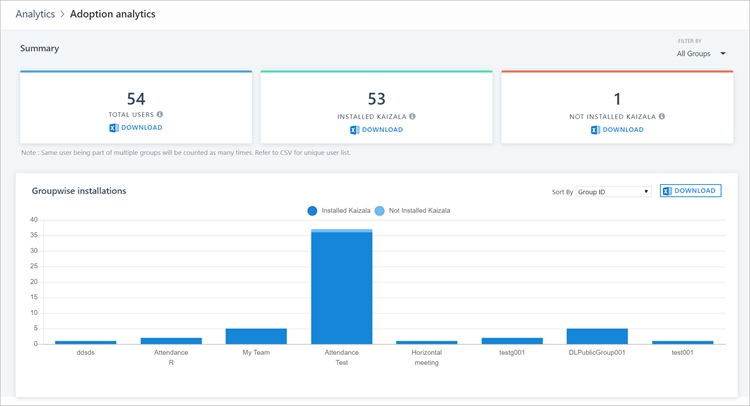 Analytics > Adoption analytics
Summary
FILTER BY
All Groups
54
TOTAL USERS
DOWNLOAD
53
INSTALLED KAIZALA
DOWNLOAD
1
NOT INSTALLED KAIZALA
DOWNLOAD
Note : Same user being part of multiple groups will be counted as many times. Refer to CSV for unique user list.
Groupwise installations
Sort By Group ID
DOWNLOAD
Installed Kaizala Not Installed Kaizala
40
35
30
25
20
15
10
5
0
ddsds
Attendance
R
My Team
Attendance
Test
Horizontal
meeting
testg001
DLPublicGroup001
test001